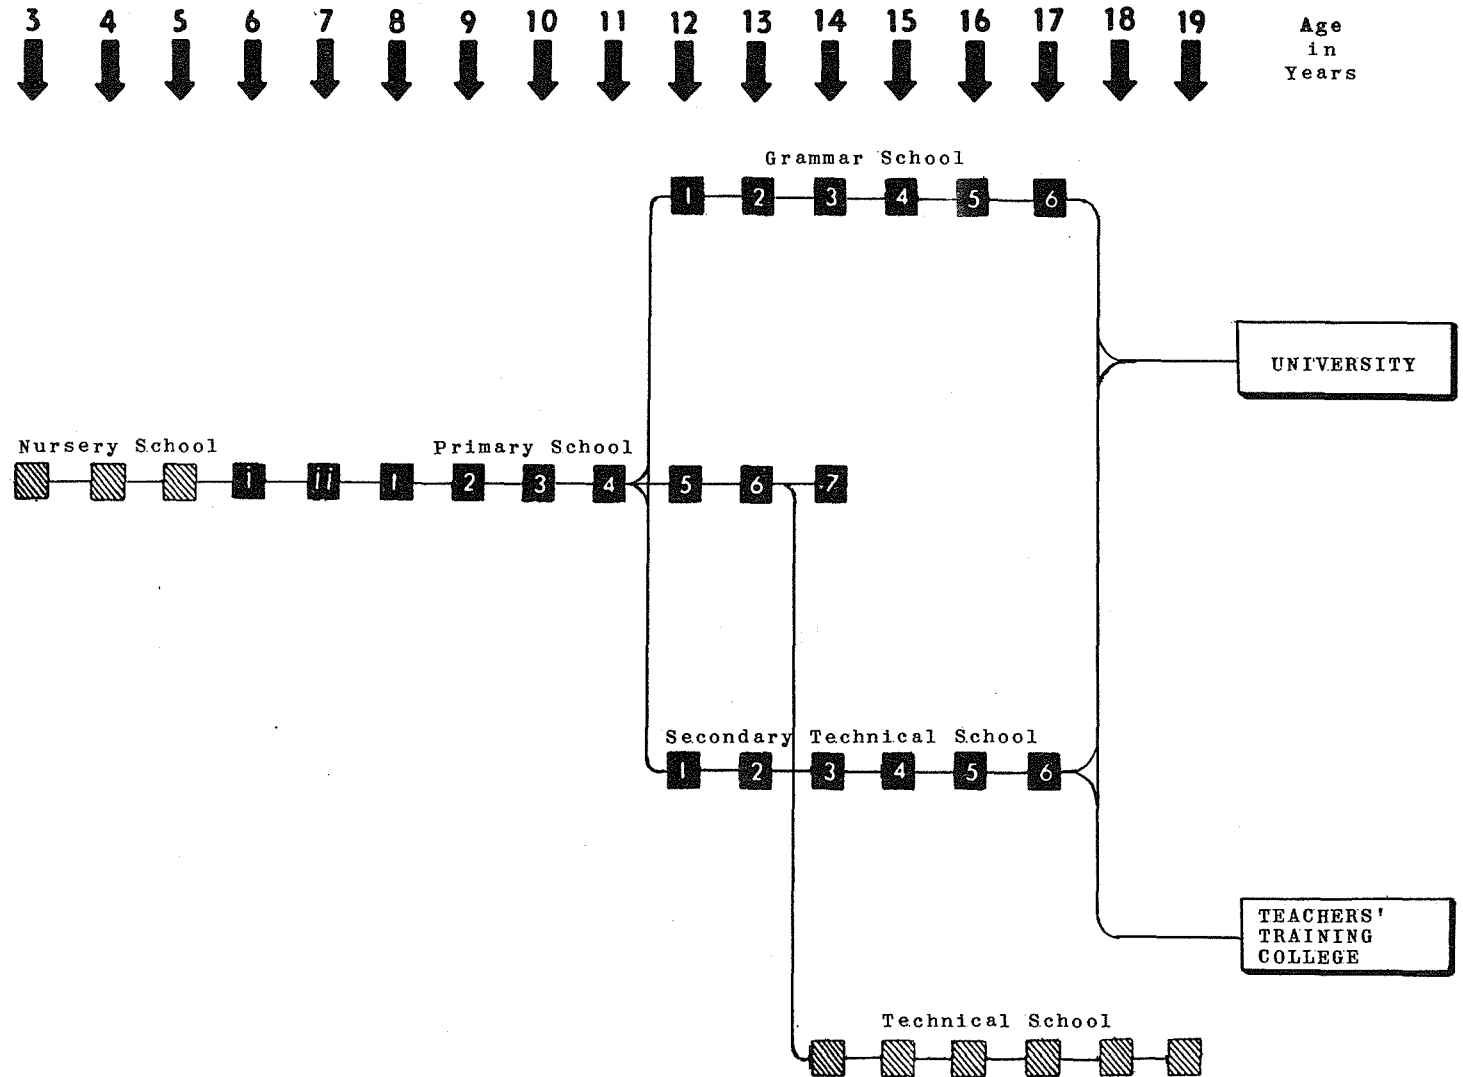 3 4 5 6 7 8 9 10 11 12 13 14 15 16 17 18 19
Age
in
Years
Grammar School
1 2 3 4 5 6
UNIVERSITY
Nursery School
Primary School
i ii 1 2 3 4 5 6 7
Secondary Technical School
1 2 3 4 5 6
TEACHERS'
TRAINING
COLLEGE
Technical School